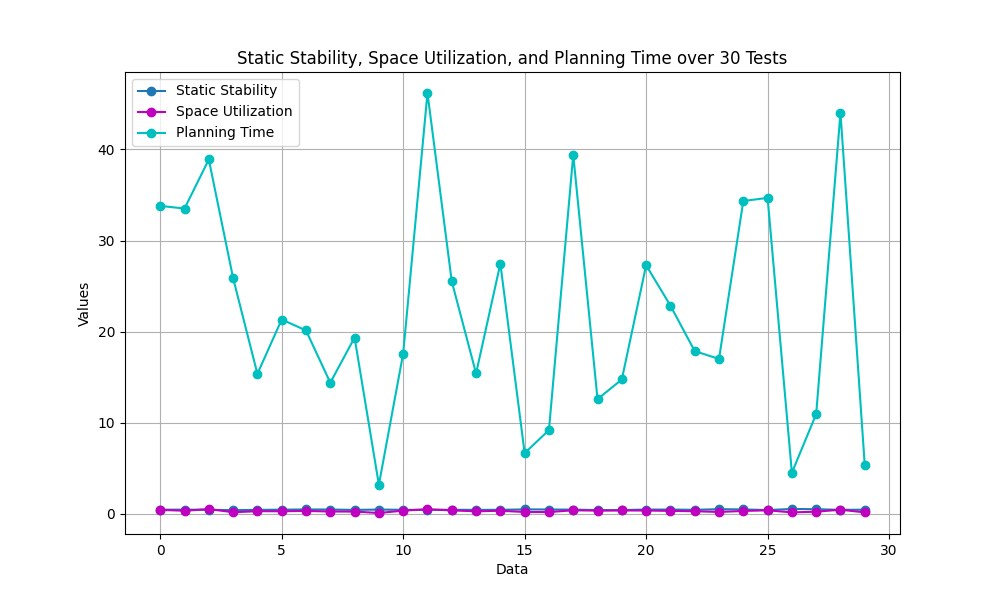 Static Stability, Space Utilization, and Planning Time over 30 Tests
Static Stability
Space Utilization
Planning Time
Values
40
30
20
10
0
0 5 10 15 20 25 30
Data